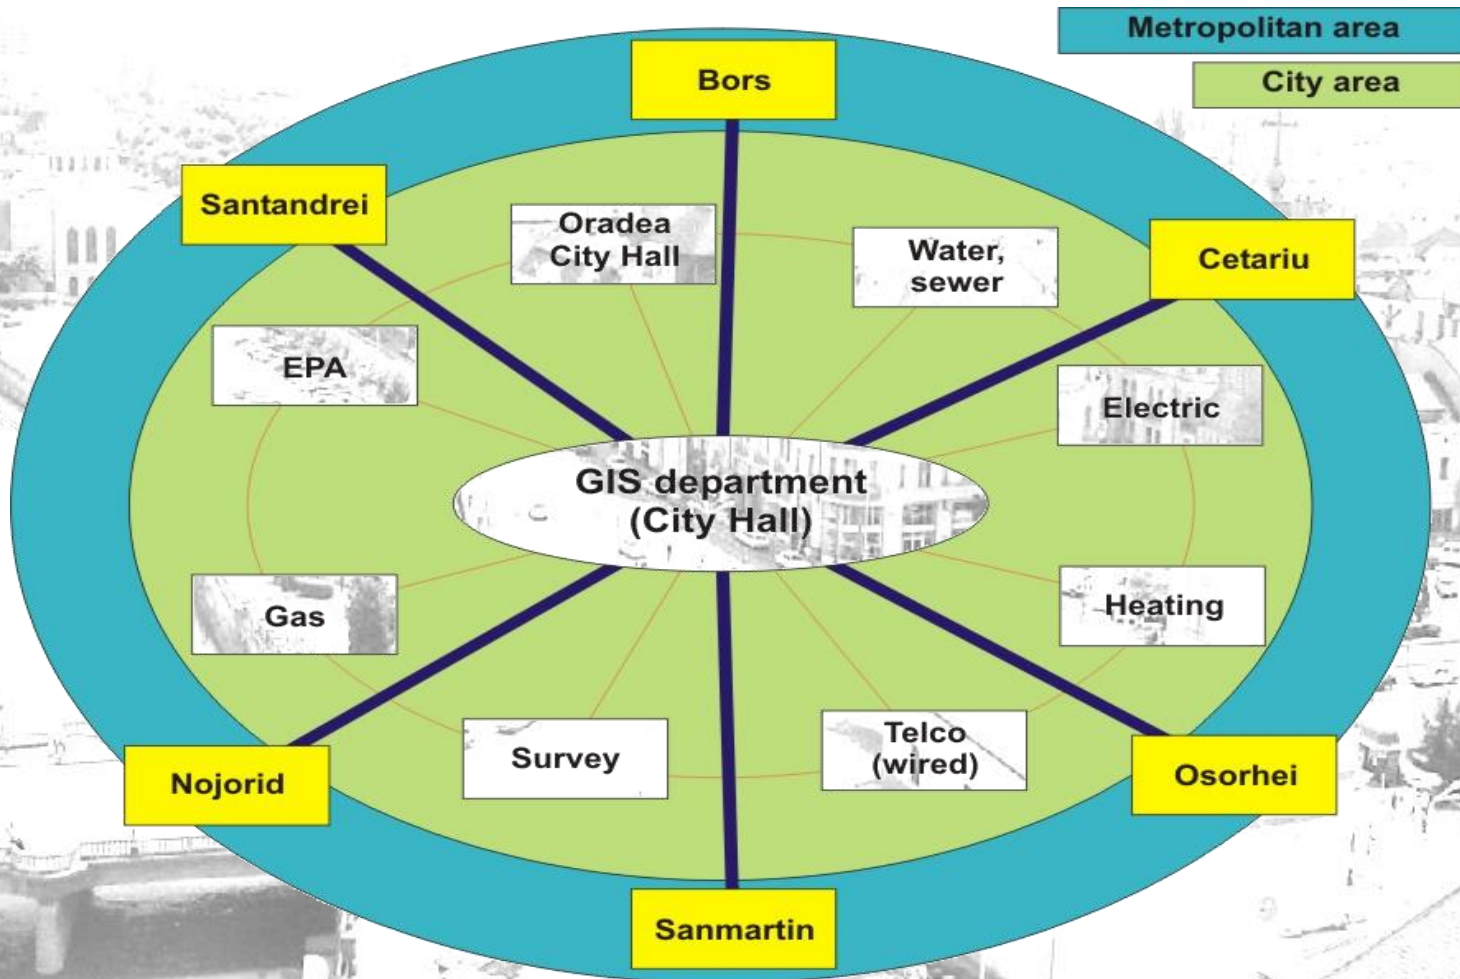 Metropolitan area
City area
Bors
Santandrei
Oradea
City Hall
Water,
sewer
Cetariu
EPA
Electric
GIS department
(City Hall)
Gas
Heating
Survey
Telco
(wired)
Nojorid
Osorhei
Sanmartin